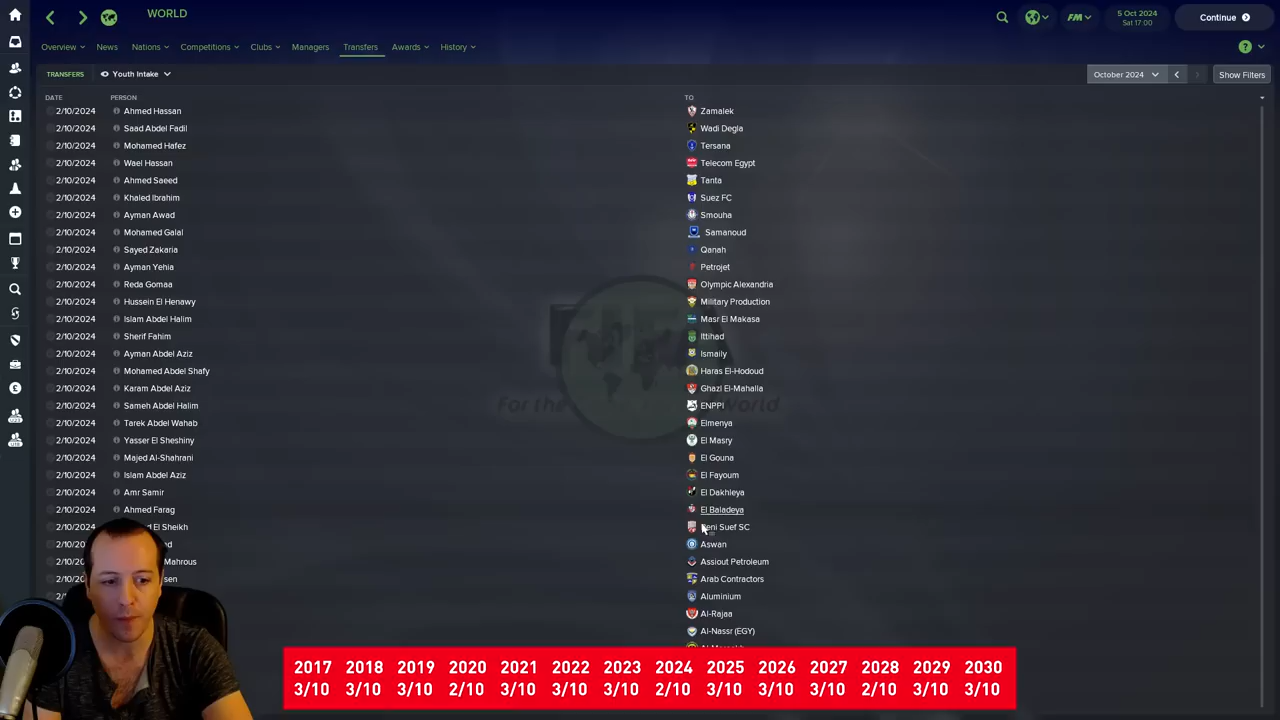 WORLD
5 Oct 2024
Sat 17:00
FM
Continue
Overview News Nations Competitions Clubs Managers Transfers Awards History
TRANSFERS Youth Intake October 2024 Show Filters
DATE PERSON TO
2/10/2024 Ahmed Hassan Zamalek
2/10/2024 Saad Abdel Fadil Wadi Degla
2/10/2024 Mohamed Hafez Tersana
2/10/2024 Wael Hassan Telecom Egypt
2/10/2024 Ahmed Saeed Tanta
2/10/2024 Khaled Ibrahim Suez FC
2/10/2024 Ayman Awad Smouha
2/10/2024 Mohamed Galal Samanoud
2/10/2024 Sayed Zakaria Qanah
2/10/2024 Ayman Yehia Petrojet
2/10/2024 Reda Gomaa Olympic Alexandria
2/10/2024 Hussein El Henawy Military Production
2/10/2024 Islam Abdel Halim Masr El Makasa
2/10/2024 Sherif Fahim Ittihad
2/10/2024 Ayman Abdel Aziz Ismaily
2/10/2024 Mohamed Abdel Shafy Haras El-Hodoud
2/10/2024 Karam Abdel Aziz Ghazl El-Mahalla
2/10/2024 Sameh Abdel Halim ENPPI
2/10/2024 Tarek Abdel Wahab Elmenya
2/10/2024 Yasser El Sheshiny El Masry
2/10/2024 Majed Al-Shahrani El Gouna
2/10/2024 Islam Abdel Aziz El Fayoum
2/10/2024 Amr Samir El Dakhleya
2/10/2024 Ahmed Farag El Baladeya
2/10/2024 El Sheikh Beni Suef SC
Aswan
Mahrous Assiout Petroleum
Arab Contractors
Aluminium
Al-Rajaa
Al-Nassr (EGY)
2017 2018 2019 2020 2021 2022 2023 2024 2025 2026 2027 2028 2029 2030
3/10 3/10 3/10 2/10 3/10 3/10 3/10 2/10 3/10 3/10 3/10 2/10 3/10 3/10